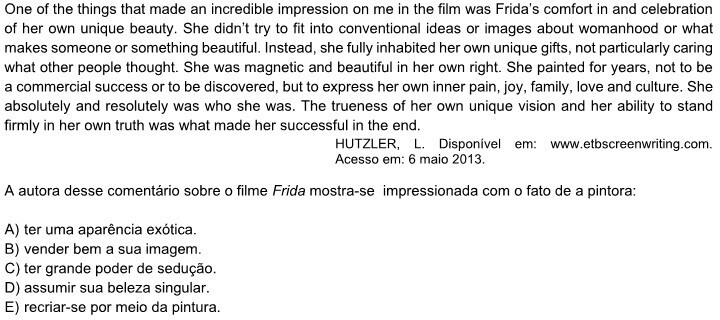 One of the things that made an incredible impression on me in the film was Frida's comfort in and celebration
of her own unique beauty. She didn't try to fit into conventional ideas or images about womanhood or what
makes someone or something beautiful. Instead, she fully inhabited her own unique gifts, not particularly caring
what other people thought. She was magnetic and beautiful in her own right. She painted for years, not to be
a commercial success or to be discovered, but to express her own inner pain, joy, family, love and culture. She
absolutely and resolutely was who she was. The trueness of her own unique vision and her ability to stand
firmly in her own truth was what made her successful in the end.
HUTZLER, L. Disponível em: www.etbscreenwriting.com.
Acesso em: 6 maio 2013.
A autora desse comentário sobre o filme Frida mostra-se impressionada com o fato de a pintora:
A) ter uma aparência exótica.
B) vender bem a sua imagem.
C) ter grande poder de sedução.
D) assumir sua beleza singular.
E) recriar-se por meio da pintura.